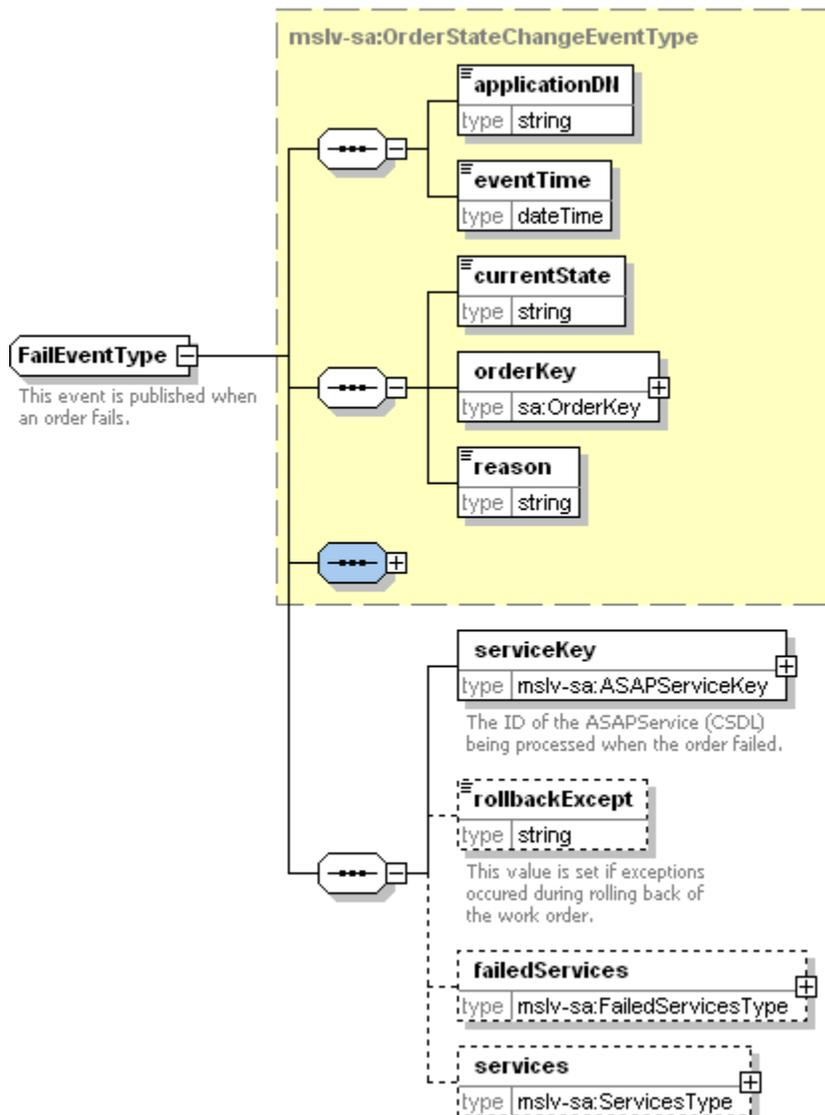 mslv-sa:OrderStateChangeEventType
applicationDN
type string
eventTime
type dateTime
currentState
type string
FailEventType
This event is published when
an order fails.
orderKey
type sa:OrderKey
reason
type string
serviceKey
type mslv-sa:ASAPServiceKey
The ID of the ASAPService (CSDL)
being processed when the order failed.
rollbackExcept
type string
This value is set if exceptions
occured during rolling back of
the work order.
failedServices
type mslv-sa:FailedServicesType
services
type mslv-sa:ServicesType